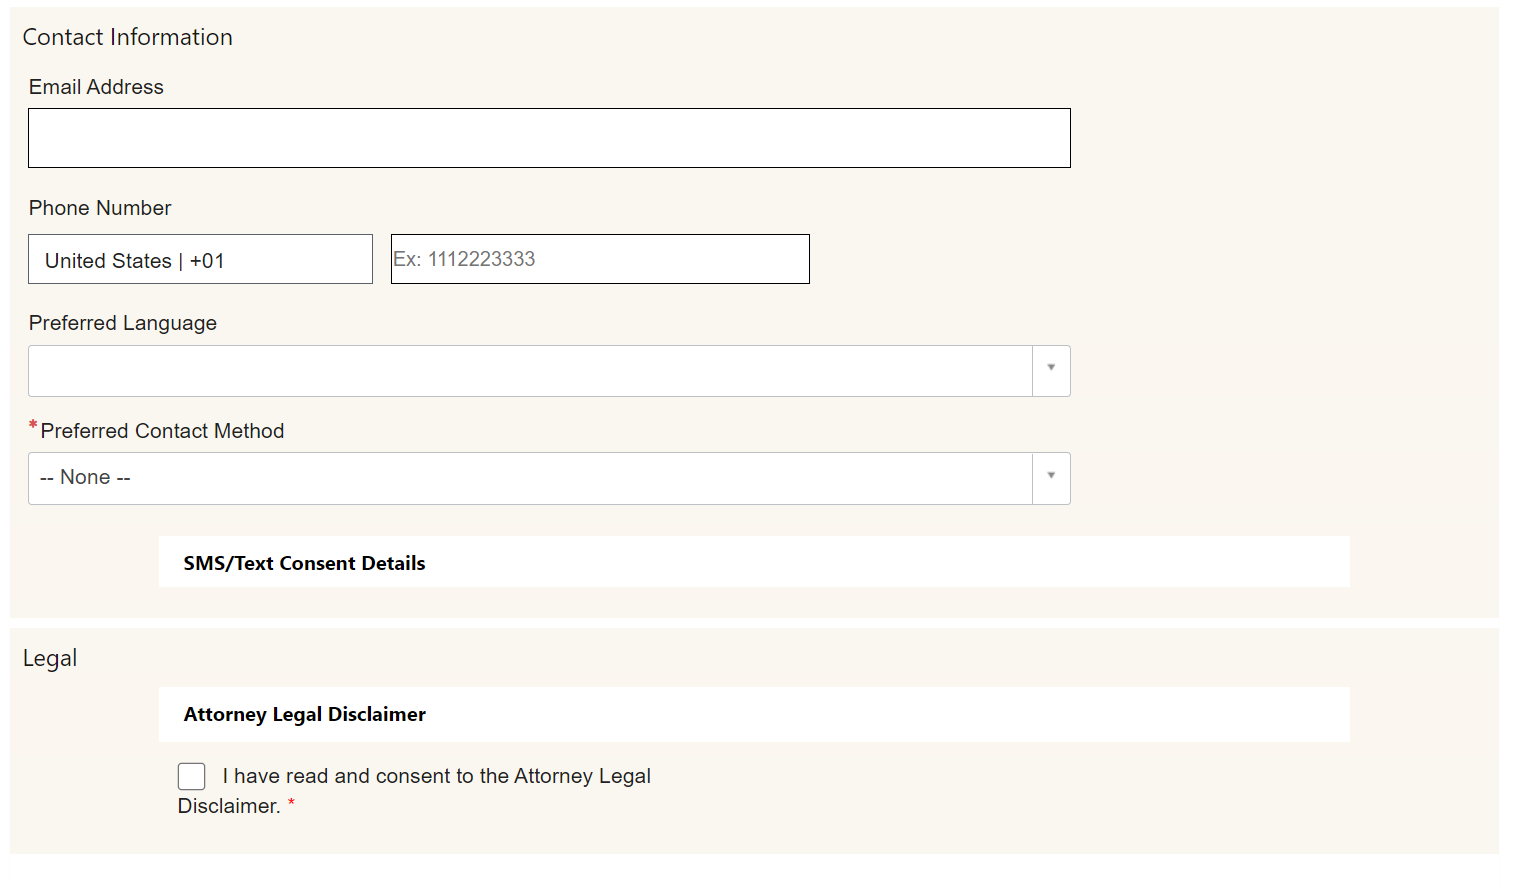 Contact Information
Email Address
Phone Number
United States | +01
Ex: 1112223333
Preferred Language
*Preferred Contact Method
-- None --
SMS/Text Consent Details
Legal
Attorney Legal Disclaimer
I have read and consent to the Attorney Legal
Disclaimer. *